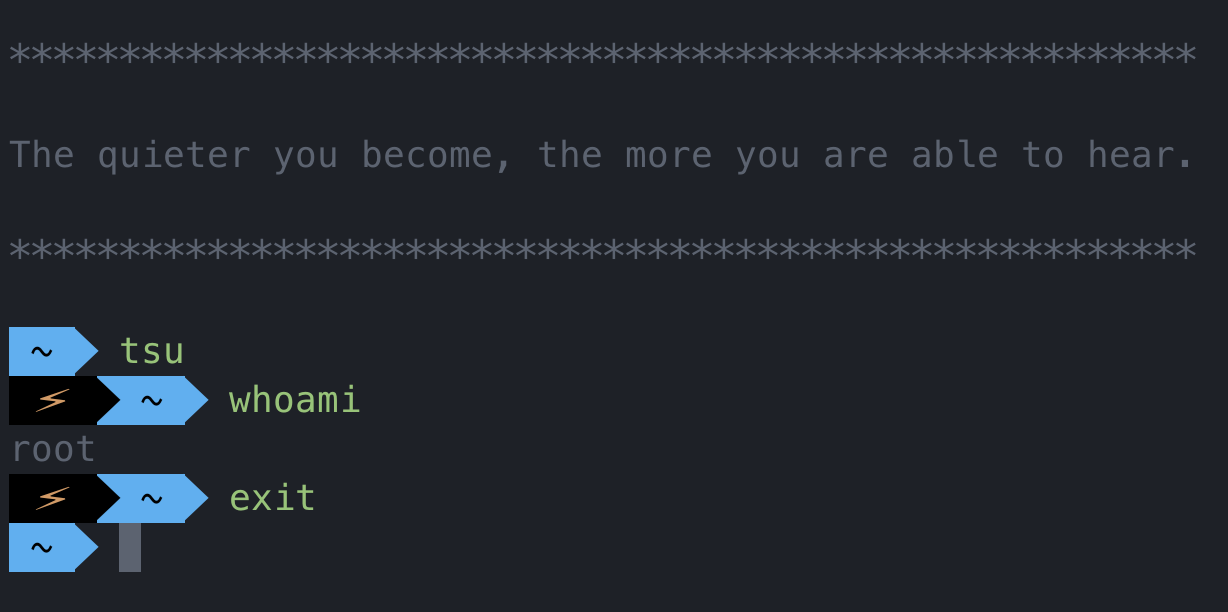 ******************************************************
The quieter you become, the more you are able to hear.
******************************************************
~ tsu
⚡ ~ whoami
root
⚡ ~ exit
~